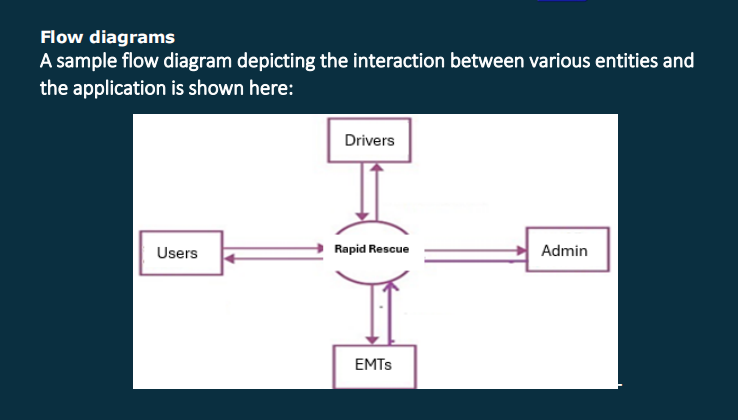 Flow diagrams
A sample flow diagram depicting the interaction between various entities and
the application is shown here:
Drivers
Users
Rapid Rescue
Admin
EMTs